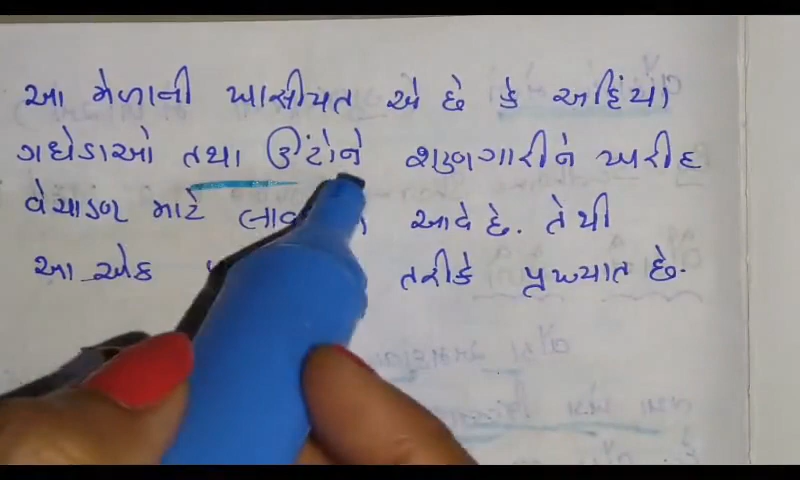 આ મેળાની ખાસીયત એ છે કે અહિંયા
ગધેડાઓ તથા ઊંટોને શણગારીને ખરીદ
વેચાણ માટે આવે છે. તેથી
આ એક તરીકે પ્રખ્યાત છે.